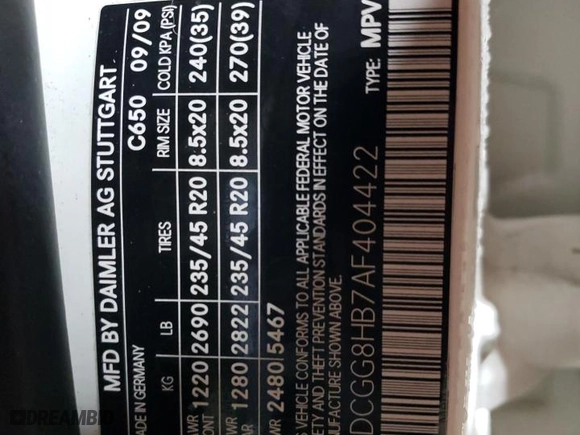 MFD BY DAIMLER AG STUTTGART
MADE IN GERMANY C650 09/09
KG LB TIRES RIM SIZE COLD KPA(PSI)
1220 2690 235/45 R20 8.5x20 240(35)
1280 2822 235/45 R20 8.5x20 270(39)
2480 5467
VEHICLE CONFORMS TO ALL APPLICABLE FEDERAL MOTOR VEHICLE
AND THEFT PREVENTION STANDARDS IN EFFECT ON THE DATE OF
SHOWN ABOVE.
DCGG8HB7AF404422 TYPE: MPV
DREAMBID